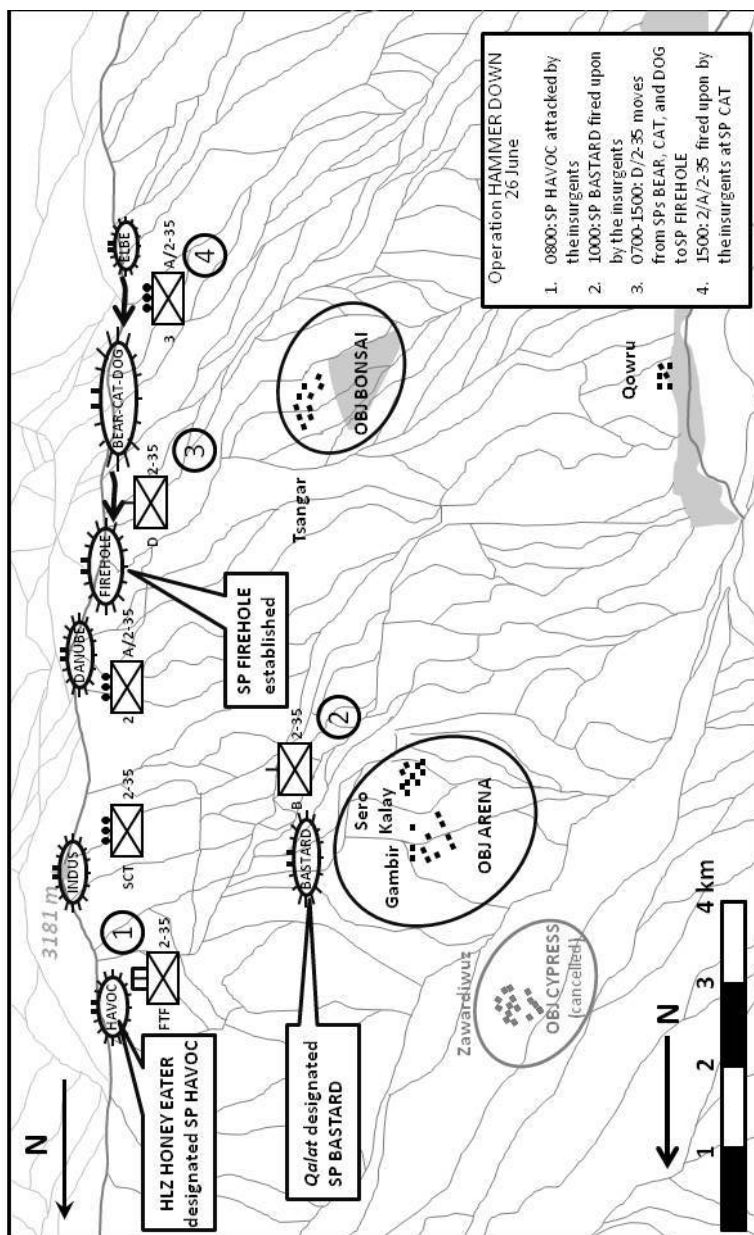 N
3181 m
HAVOC
INDUS
DANUBE
FIREHOLE
BEAR-CAT-DOG
ELBE
1
FTF
2-35
SCT
2-35
2
A/2-35
D
2-35
3
3
A/2-35
4
HLZ HONEY EATER
designated SP HAVOC
SP FIREHOLE
established
BASTARD
B
2-35
2
Qalat designated
SP BASTARD
Tsangar
OBJ BONSAI
Gambir
Sero
Kalay
OBJ ARENA
Zawardiwuz
OBJ CYPRESS
(cancelled)
Qowru
N
1
2
3
4 km
Operation HAMMER DOWN
26 June
1. 0800: SP HAVOC attacked by
the insurgents
2. 1000: SP BASTARD fired upon
by the insurgents
3. 0700-1500: D/2-35 moves
from SPs BEAR, CAT, and DOG
to SP FIREHOLE
4. 1500: 2/A/2-35 fired upon by
the insurgents at SP CAT